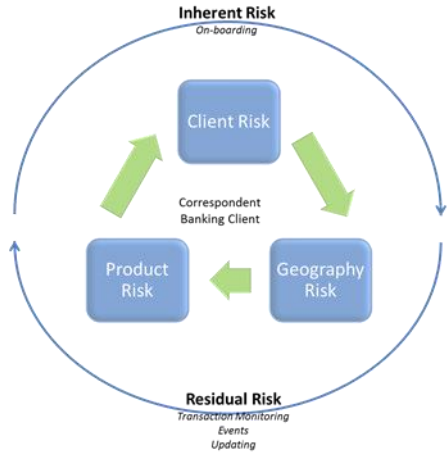 Inherent Risk
On-boarding
Client Risk
Correspondent
Banking Client
Product
Risk
Geography
Risk
Residual Risk
Transaction Monitoring
Events
Updating